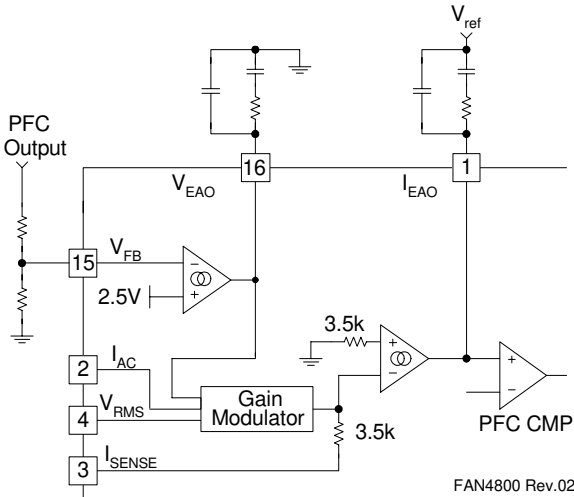 Vref
PFC
Output
16
1
VEAO
IEAO
15
VFB
2.5V
3.5k
2
IAC
Gain
Modulator
4
VRMS
3.5k
PFC CMP
3
ISENSE
FAN4800 Rev.02